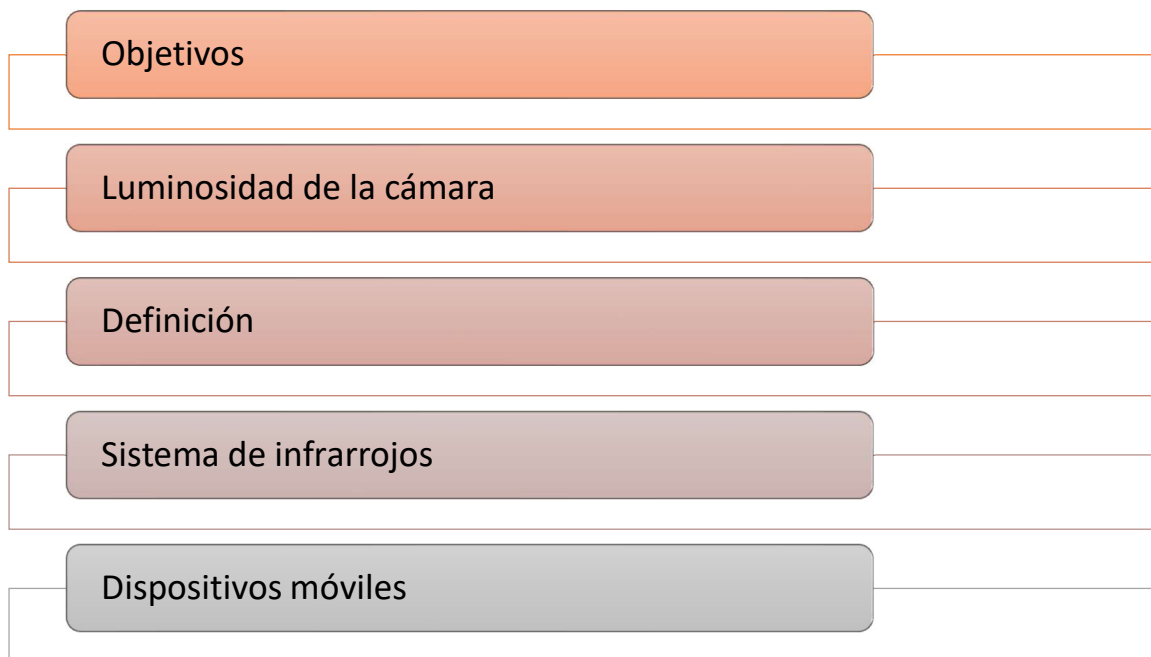 Objetivos
Luminosidad de la cámara
Definición
Sistema de infrarrojos
Dispositivos móviles